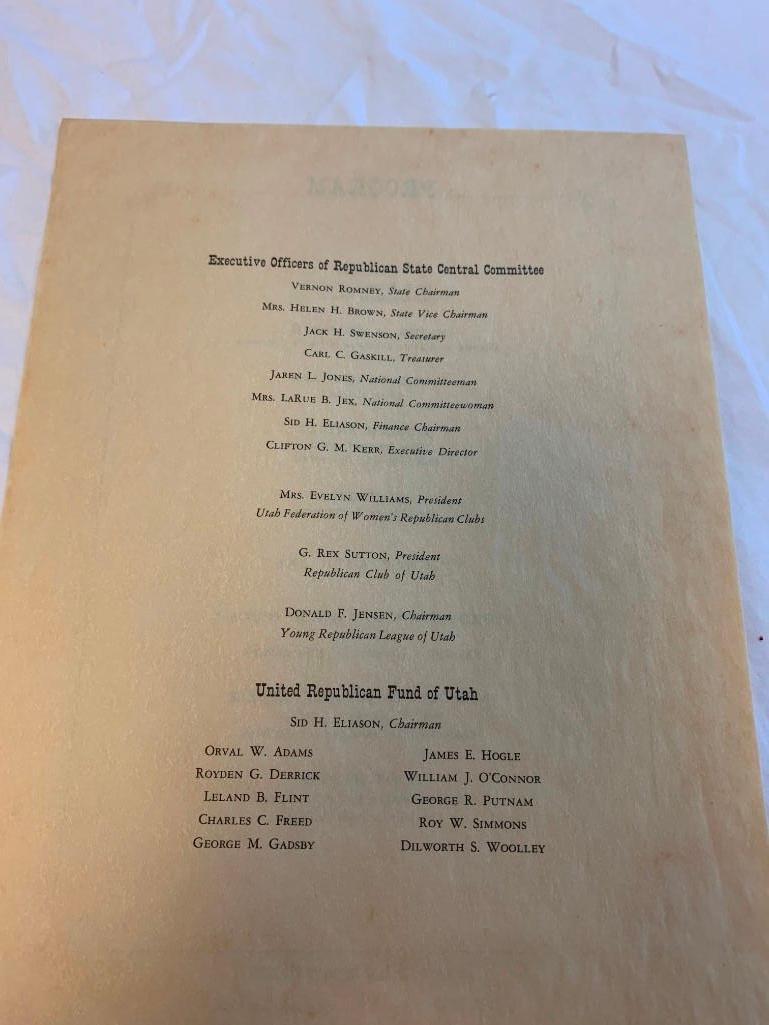 PROGRAM
Executive Officers of Republican State Central Committee
VERNON ROMNEY, State Chairman
MRS. HELEN H. BROWN, State Vice Chairman
JACK H. SWENSON, Secretary
CARL C. GASKILL, Treasurer
JAREN L. JONES, National Committeeman
MRS. LARUE B. JEX, National Committeewoman
SID H. ELIASON, Finance Chairman
CLIFTON G. M. KERR, Executive Director
MRS. EVELYN WILLIAMS, President
Utah Federation of Women's Republican Clubs
G. REX SUTTON, President
Republican Club of Utah
DONALD F. JENSEN, Chairman
Young Republican League of Utah
United Republican Fund of Utah
SID H. ELIASON, Chairman
ORVAL W. ADAMS
ROYDEN G. DERRICK
LELAND B. FLINT
CHARLES C. FREED
GEORGE M. GADSBY
JAMES E. HOGLE
WILLIAM J. O'CONNOR
GEORGE R. PUTNAM
ROY W. SIMMONS
DILWORTH S. WOOLLEY